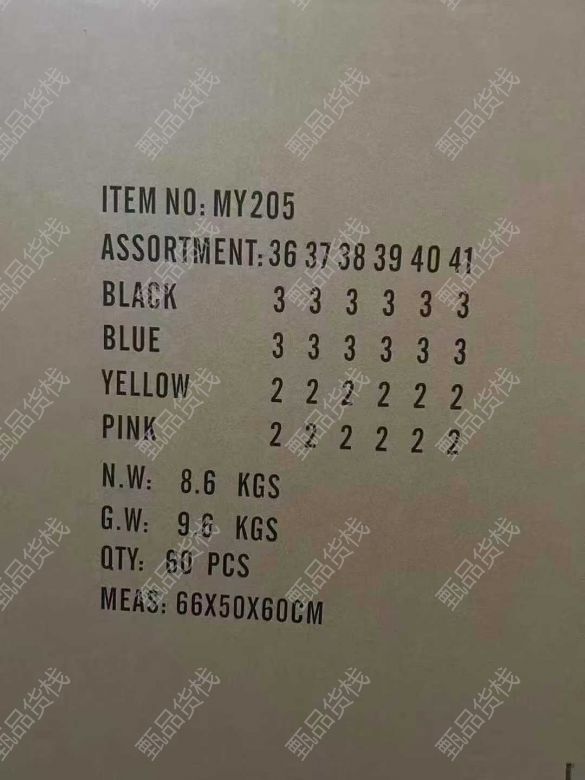 ITEM NO: MY205
ASSORTMENT: 36 37 38 39 40 41
BLACK 3 3 3 3 3 3
BLUE 3 3 3 3 3 3
YELLOW 2 2 2 2 2 2
PINK 2 2 2 2 2 2
N.W: 8.6 KGS
G.W: 9.6 KGS
QTY: 60 PCS
MEAS: 66X50X60CM
甄品货栈